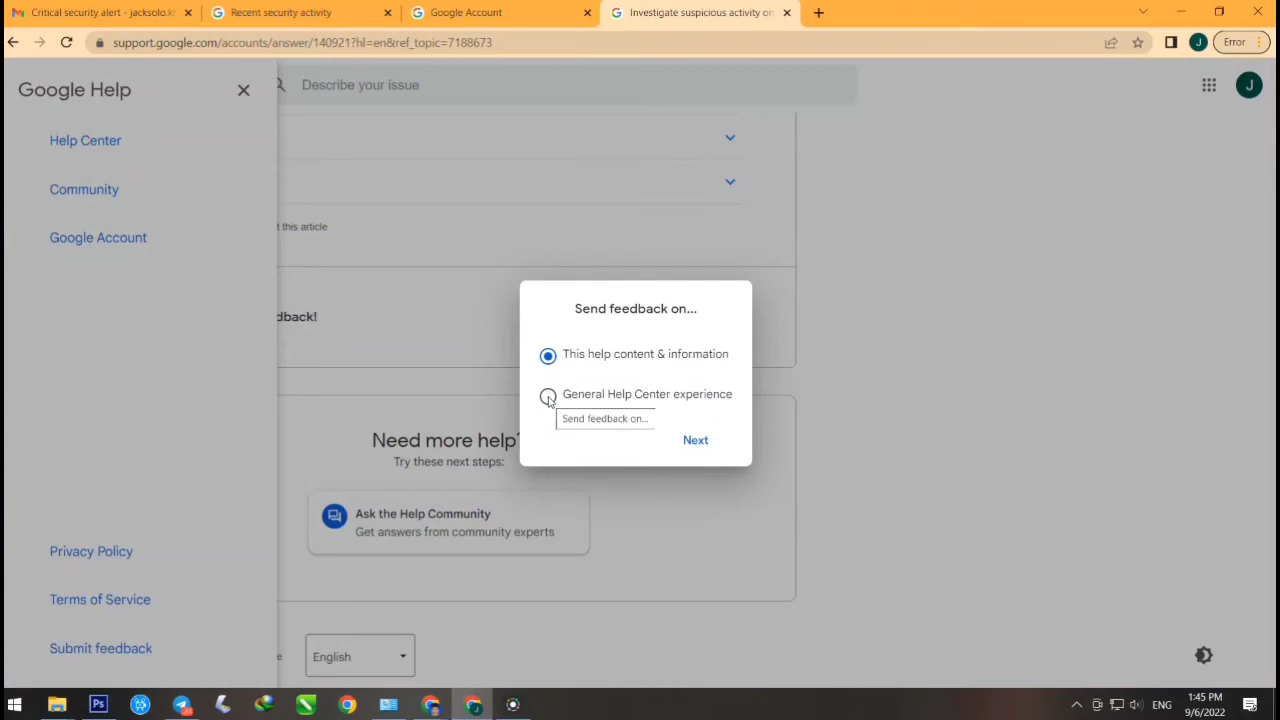 Critical security alert - jacksolo.kr
Recent security activity
Google Account
Investigate suspicious activity on
support.google.com/accounts/answer/140921?hl=en&ref_topic=7188673
J
Error
Google Help
Describe your issue
J
Help Center
Community
Google Account
t this article
dback!
Send feedback on...
This help content & information
General Help Center experience
Send feedback on...
Next
Need more help?
Try these next steps:
Ask the Help Community
Get answers from community experts
Privacy Policy
Terms of Service
Submit feedback
e
English
Ps
ENG
1:45 PM
9/6/2022